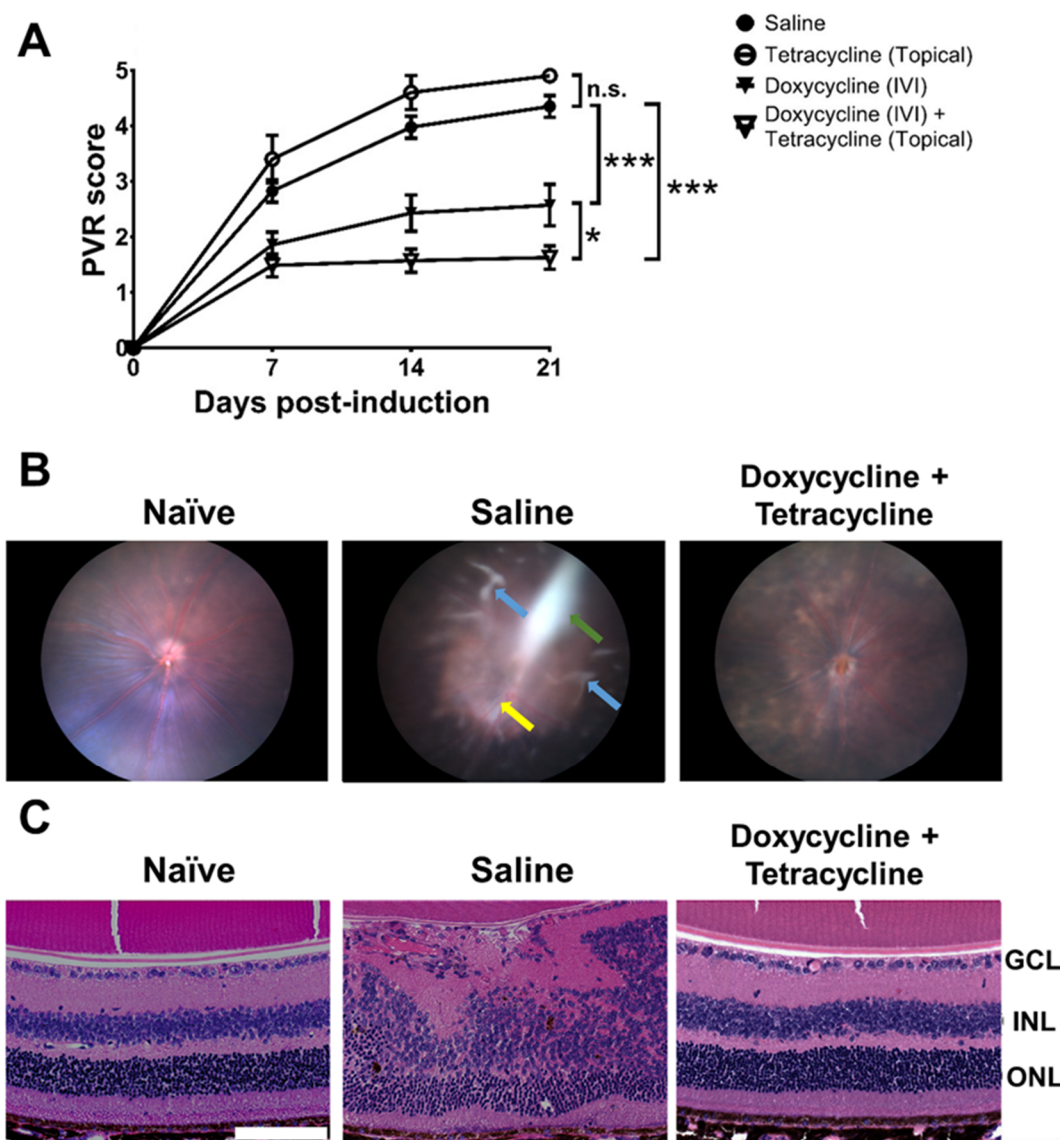 A
Saline
Tetracycline (Topical)
Doxycycline (IVI)
Doxycycline (IVI) +
Tetracycline (Topical)
5
4
3
2
1
0
PVR score
n.s.
***
***
*
0 7 14 21
Days post-induction
B
Naïve
Saline
Doxycycline +
Tetracycline
C
Naïve
Saline
Doxycycline +
Tetracycline
GCL
INL
ONL